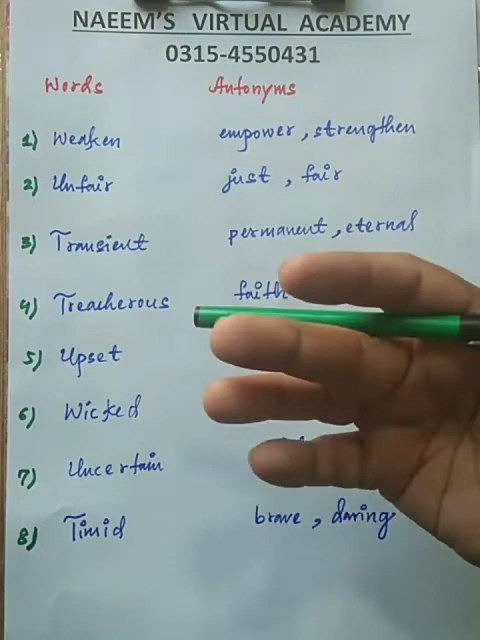 NAEEM'S VIRTUAL ACADEMY
0315-4550431
Words Antonyms
1) Weaken empower, strengthen
2) Unfair just, fair
3) Transient permanent, eternal
4) Treacherous faith
5) Upset
6) Wicked
7) Uncertain
8) Timid brave, daring